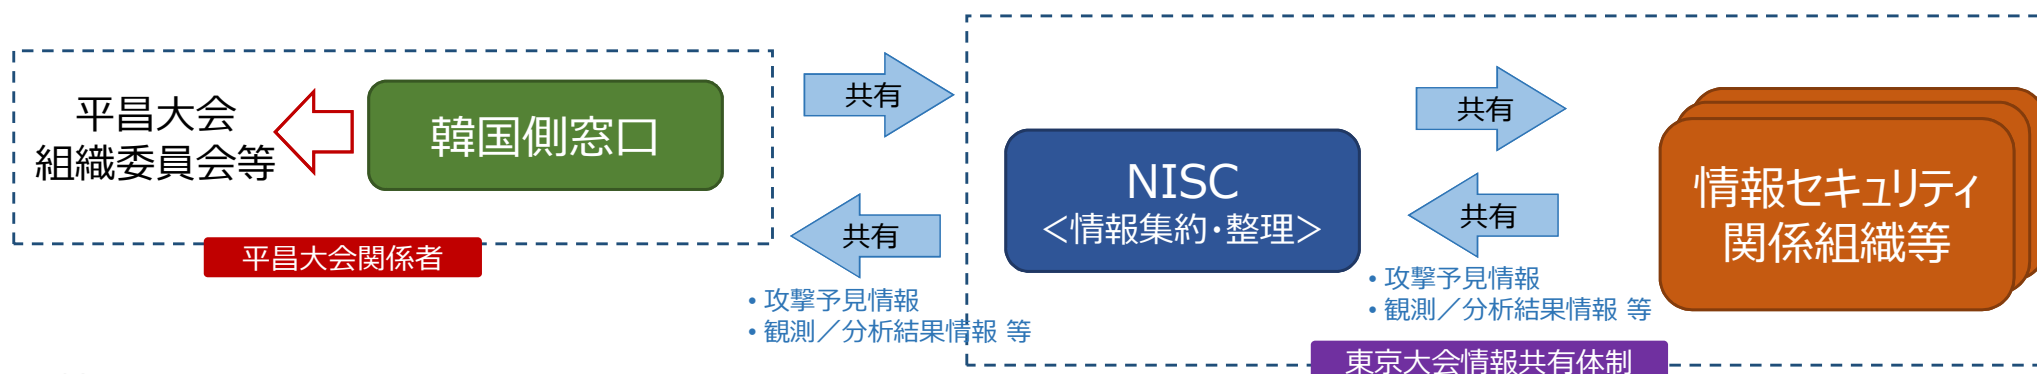 平昌大会
組織委員会等
韓国側窓口
平昌大会関係者
共有
共有
• 攻撃予見情報
• 観測／分析結果情報 等
NISC
＜情報集約・整理＞
共有
共有
• 攻撃予見情報
• 観測／分析結果情報 等
情報セキュリティ
関係組織等
東京大会情報共有体制